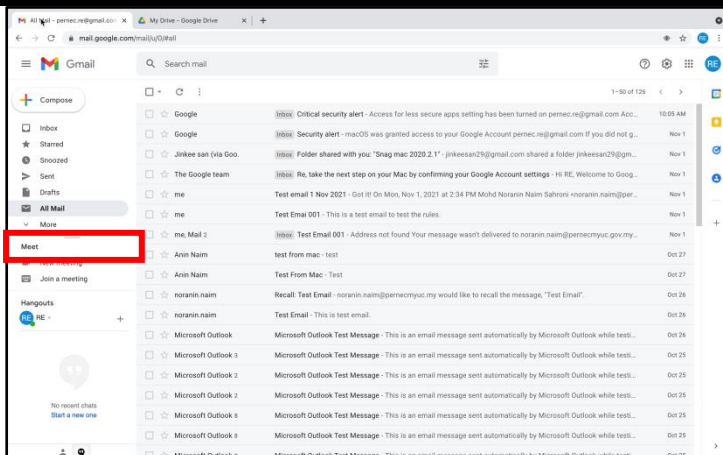 All Mail - pernec.re@gmail.com
My Drive - Google Drive
mail.google.com/mail/u/0/#all
RE
Gmail
Search mail
RE
Compose
1–50 of 126
Inbox
Starred
Snoozed
Sent
Drafts
All Mail
More
Meet
New meeting
Join a meeting
Hangouts
RE
No recent chats
Start a new one
Google Inbox Critical security alert - Access for less secure apps setting has been turned on pernec.re@gmail.com Acc... 10:05 AM
Google Inbox Security alert - macOS was granted access to your Google Account pernec.re@gmail.com If you did not g... Nov 1
Jinkee san (via Goo. Inbox Folder shared with you: "Snag mac 2020.2.1" - jinkeesan29@gmail.com shared a folder jinkeesan29@gm... Nov 1
The Google team Inbox Re, take the next step on your Mac by confirming your Google Account settings - Hi RE, Welcome to Goog... Nov 1
me Test email 1 Nov 2021 - Got it! On Mon, Nov 1, 2021 at 2:34 PM Mohd Noranin Naim Sahroni <noranin.naim@per... Nov 1
me Test Emai 001 - This is a test email to test the rules. Nov 1
me, Mail 2 Inbox Test Email 001 - Address not found Your message wasn't delivered to noranin.naim@pernecmyuc.gov.my... Nov 1
Anin Naim test from mac - test Oct 27
Anin Naim Test From Mac - Test Oct 27
noranin.naim Recall: Test Email - noranin.naim@pernecmyuc.my would like to recall the message, "Test Email". Oct 26
noranin.naim Test Email - This is test email. Oct 26
Microsoft Outlook Microsoft Outlook Test Message - This is an email message sent automatically by Microsoft Outlook while testi... Oct 26
Microsoft Outlook 3 Microsoft Outlook Test Message - This is an email message sent automatically by Microsoft Outlook while testi... Oct 25
Microsoft Outlook 2 Microsoft Outlook Test Message - This is an email message sent automatically by Microsoft Outlook while testi... Oct 25
Microsoft Outlook 2 Microsoft Outlook Test Message - This is an email message sent automatically by Microsoft Outlook while testi... Oct 25
Microsoft Outlook 8 Microsoft Outlook Test Message - This is an email message sent automatically by Microsoft Outlook while testi... Oct 25
Microsoft Outlook 8 Microsoft Outlook Test Message - This is an email message sent automatically by Microsoft Outlook while testi... Oct 25